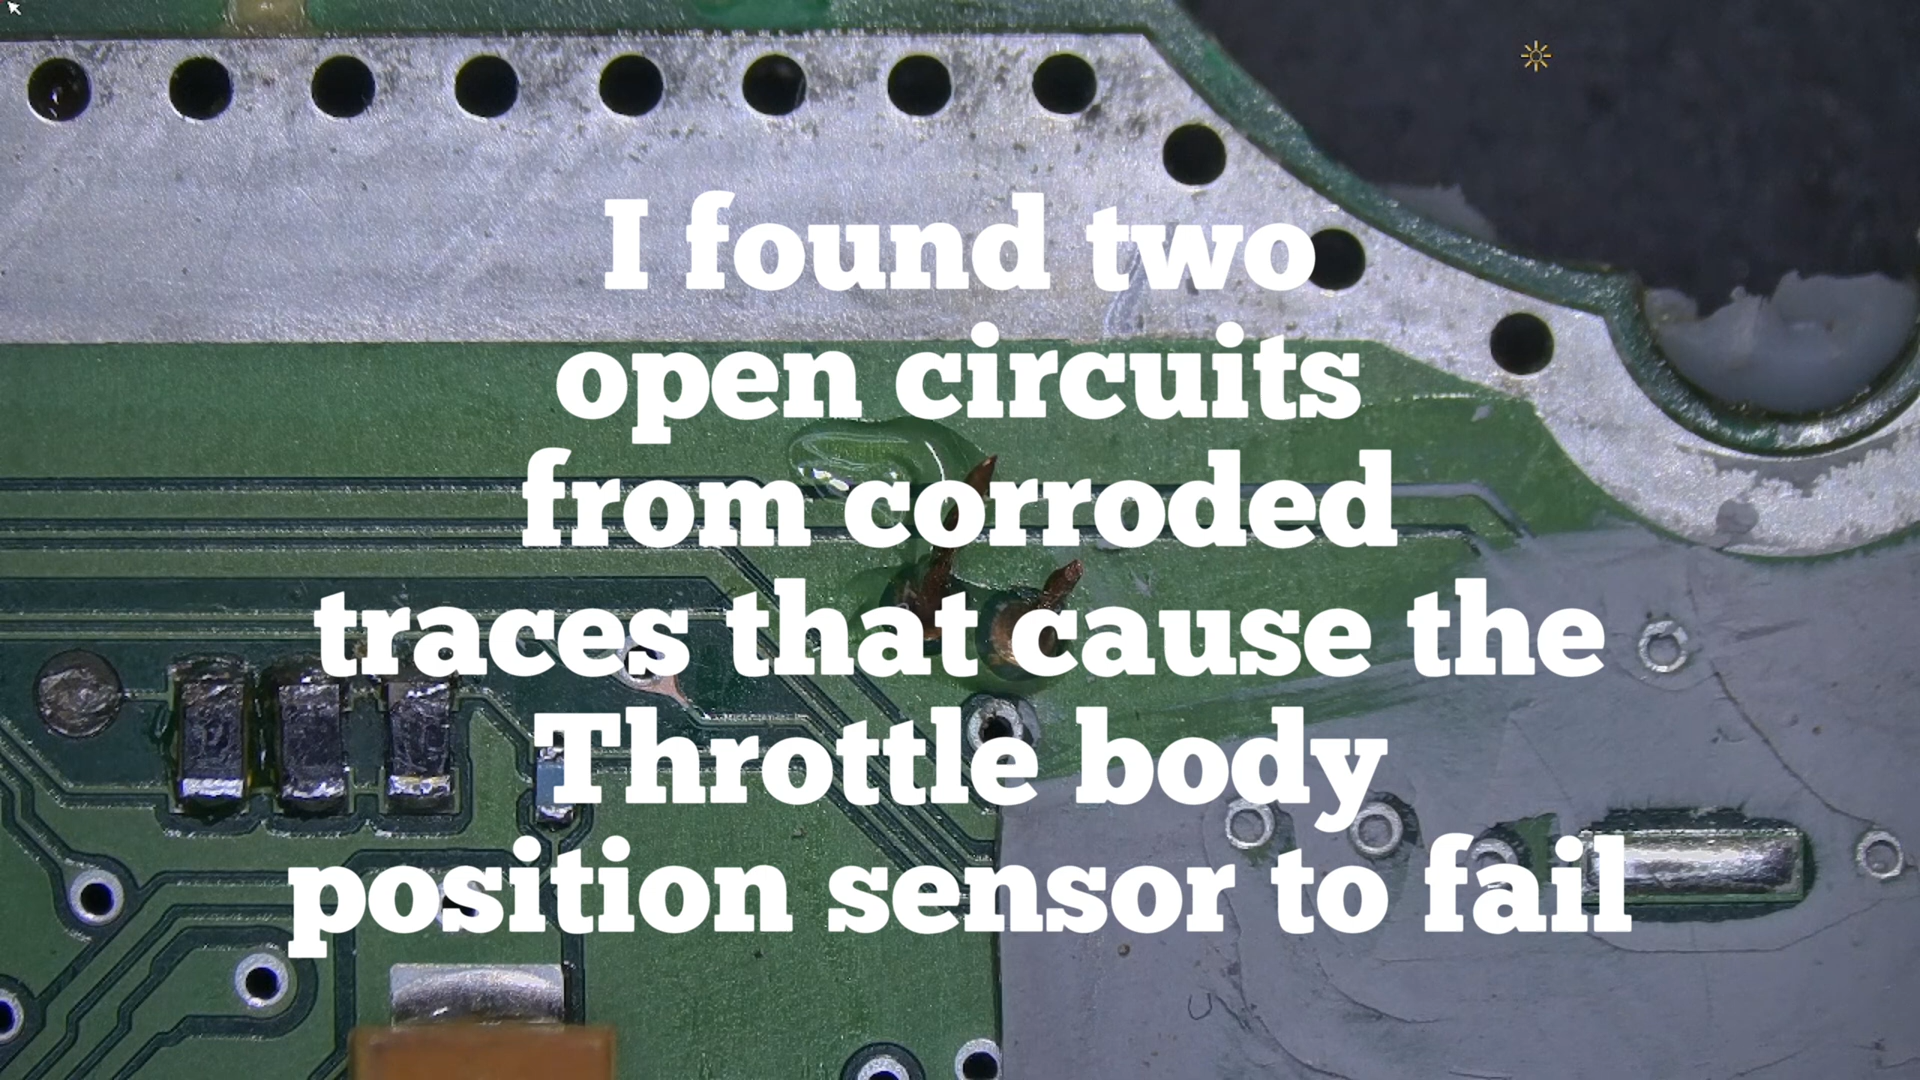 I found two
open circuits
from corroded
traces that cause the
Throttle body
position sensor to fail